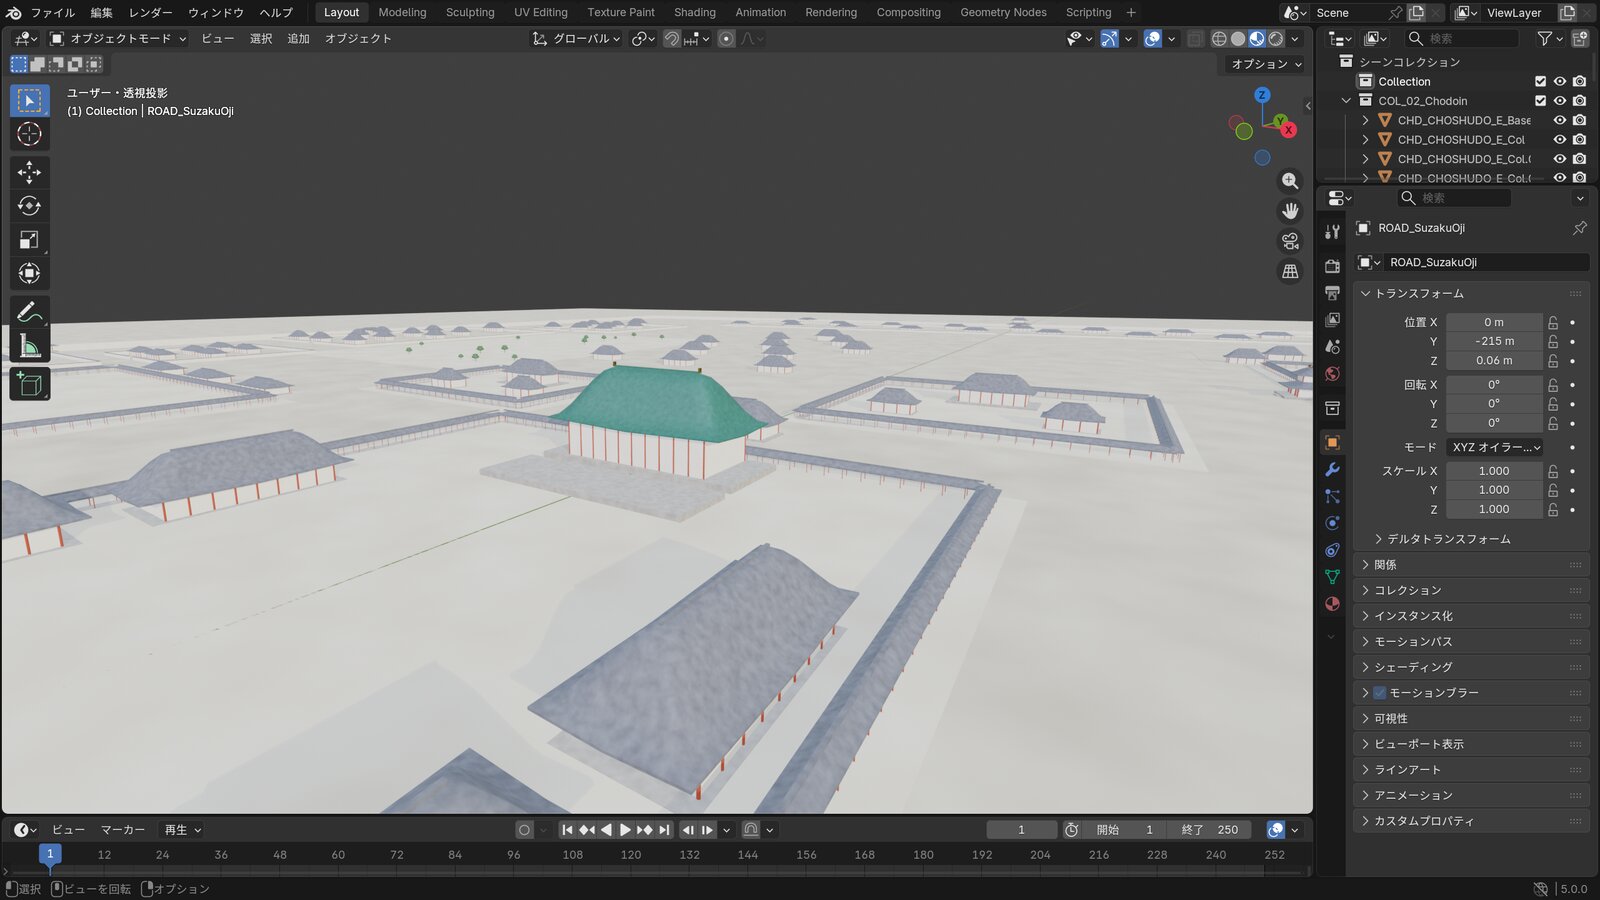 ファイル 編集 レンダー ウィンドウ ヘルプ Layout Modeling Sculpting UV Editing Texture Paint Shading Animation Rendering Compositing Geometry Nodes Scripting + Scene ViewLayer
オブジェクトモード ビュー 選択 追加 オブジェクト グローバル 検索
オプション
シーンコレクション
Collection
COL_02_Chodoin
CHD_CHOSHUDO_E_Base
CHD_CHOSHUDO_E_Col
CHD_CHOSHUDO_E_Col.0
CHD_CHOSHUDO_E_Col.0
ユーザー・透視投影
(1) Collection | ROAD_SuzakuOji
Z
Y
X
検索
ROAD_SuzakuOji
ROAD_SuzakuOji
トランスフォーム
位置 X 0 m
Y -215 m
Z 0.06 m
回転 X 0°
Y 0°
Z 0°
モード XYZ オイラー...
スケール X 1.000
Y 1.000
Z 1.000
デルタトランスフォーム
関係
コレクション
インスタンス化
モーションパス
シェーディング
モーションブラー
可視性
ビューポート表示
ラインアート
アニメーション
カスタムプロパティ
ビュー マーカー 再生 1 開始 1 終了 250
1 12 24 36 48 60 72 84 96 108 120 132 144 156 168 180 192 204 216 228 240 252
選択 ビューを回転 オプション 5.0.0